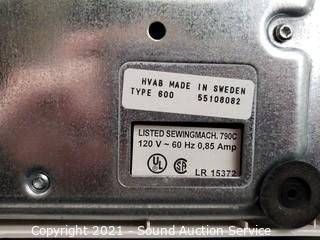 HVAB MADE IN SWEDEN
TYPE 600 55108082
LISTED SEWINGMACH. 790C
120 V ~ 60 Hz 0,85 Amp
UL SA
LR 15372
Copyright 2021 - Sound Auction Service